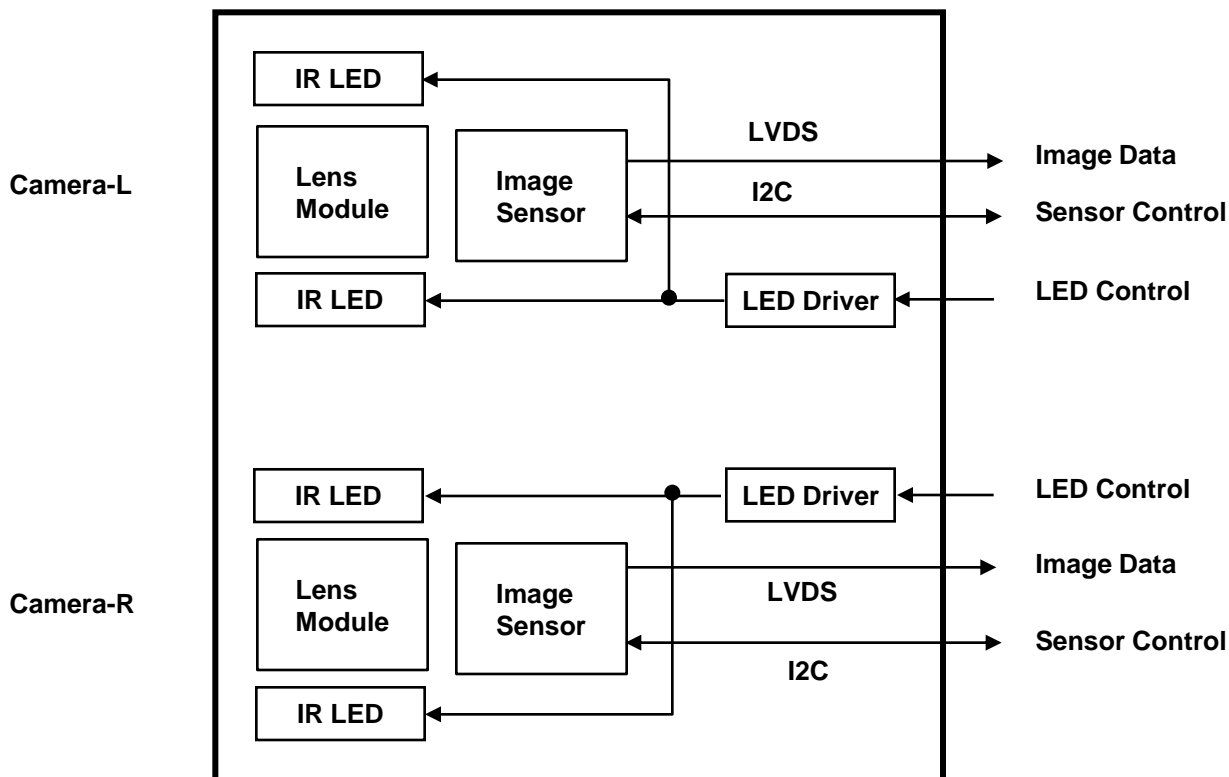 IR LED
LVDS
Image Data
Camera-L
Lens
Module
Image
Sensor
I2C
Sensor Control
IR LED
LED Driver
LED Control
IR LED
LED Driver
LED Control
Image Data
Camera-R
Lens
Module
Image
Sensor
LVDS
Sensor Control
I2C
IR LED